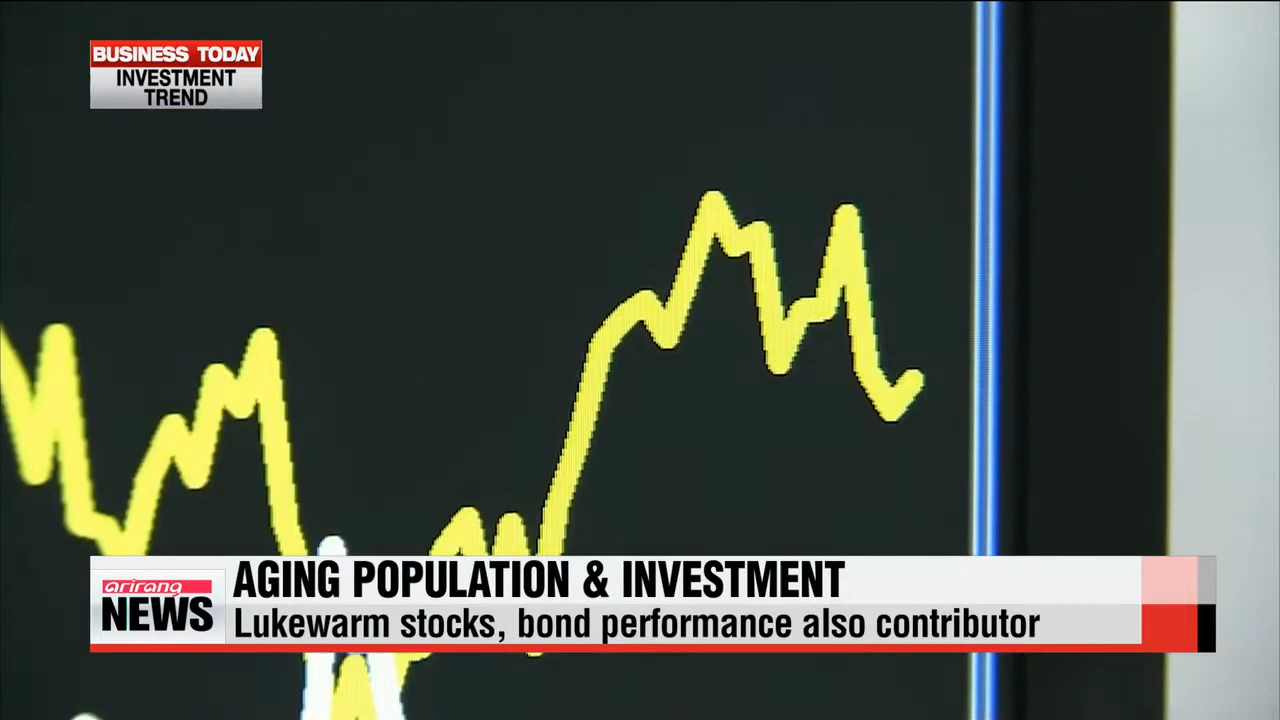 BUSINESS TODAY
INVESTMENT
TREND
AGING POPULATION & INVESTMENT
arirang
NEWS
Lukewarm stocks, bond performance also contributor